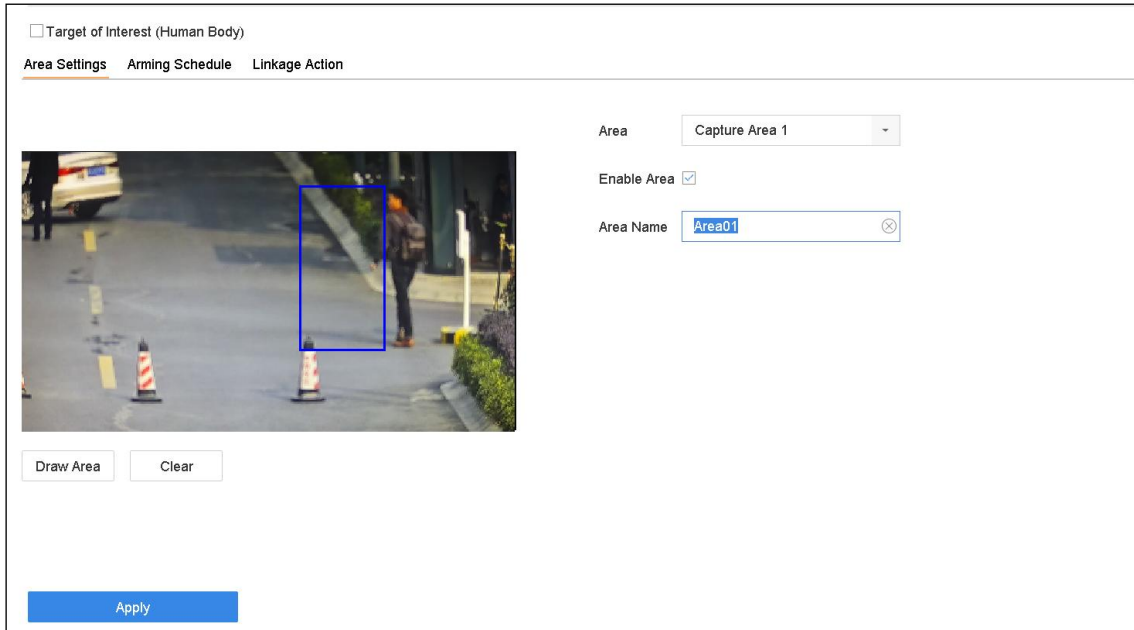 Target of Interest (Human Body)
Area Settings Arming Schedule Linkage Action
Area Capture Area 1
Enable Area
Area Name Area01
Draw Area Clear
Apply